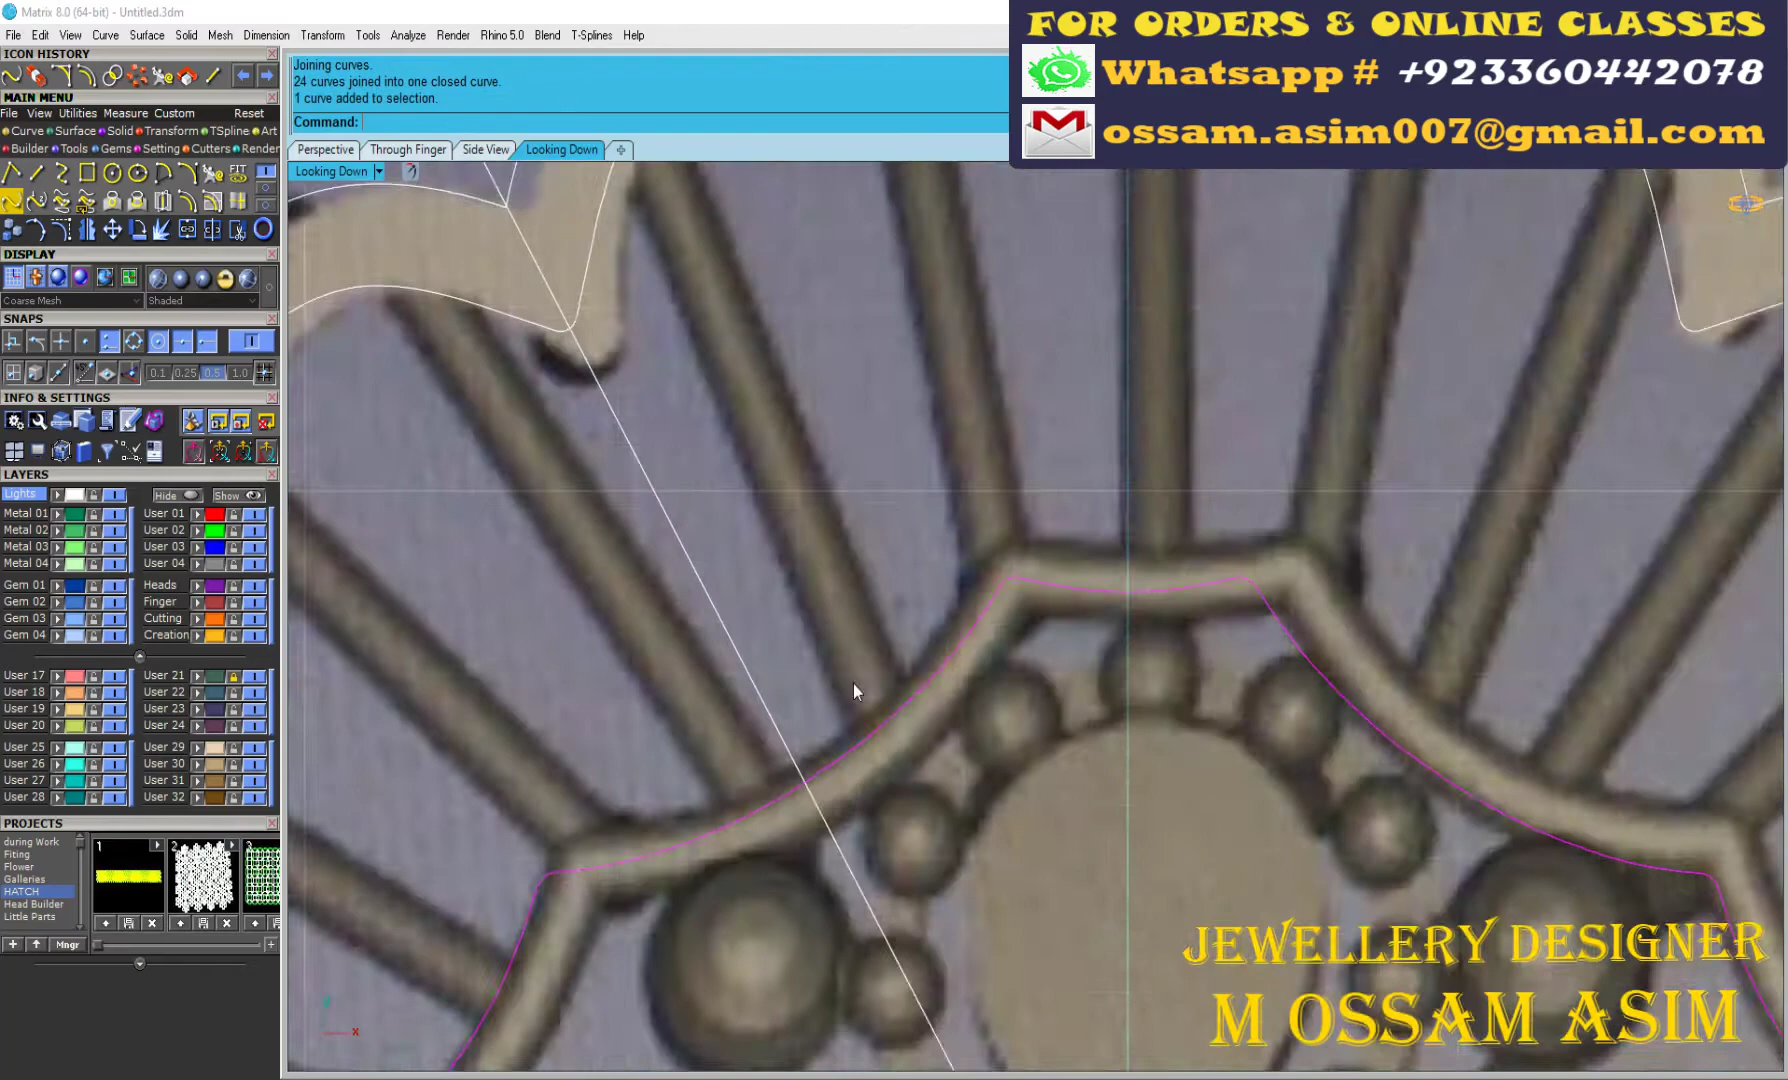 Matrix 8.0 (64-bit) - Untitled.3dm
File Edit View Curve Surface Solid Mesh Dimension Transform Tools Analyze Render Rhino 5.0 Blend T-Splines Help
FOR ORDERS & ONLINE CLASSES
Whatsapp # +923360442078
ossam.asim007@gmail.com
ICON HISTORY
Joining curves.
24 curves joined into one closed curve.
1 curve added to selection.
Command:
MAIN MENU
File View Utilities Measure Custom Reset
Curve Surface Solid Transform TSpline Art
Builder Tools Gems Setting Cutters Render
Perspective Through Finger Side View Looking Down
Looking Down
FIT
DISPLAY
Coarse Mesh Shaded
SNAPS
0.1 0.25 0.5 1.0
INFO & SETTINGS
LAYERS
Lights Hide Show
Metal 01 User 01
Metal 02 User 02
Metal 03 User 03
Metal 04 User 04
Gem 01 Heads
Gem 02 Finger
Gem 03 Cutting
Gem 04 Creation
User 17 User 21
User 18 User 22
User 19 User 23
User 20 User 24
User 25 User 29
User 26 User 30
User 27 User 31
User 28 User 32
PROJECTS
during Work
Fiting
Flower
Galleries
HATCH
Head Builder
Little Parts
1 2 3
Mngr
x
JEWELLERY DESIGNER
M OSSAM ASIM